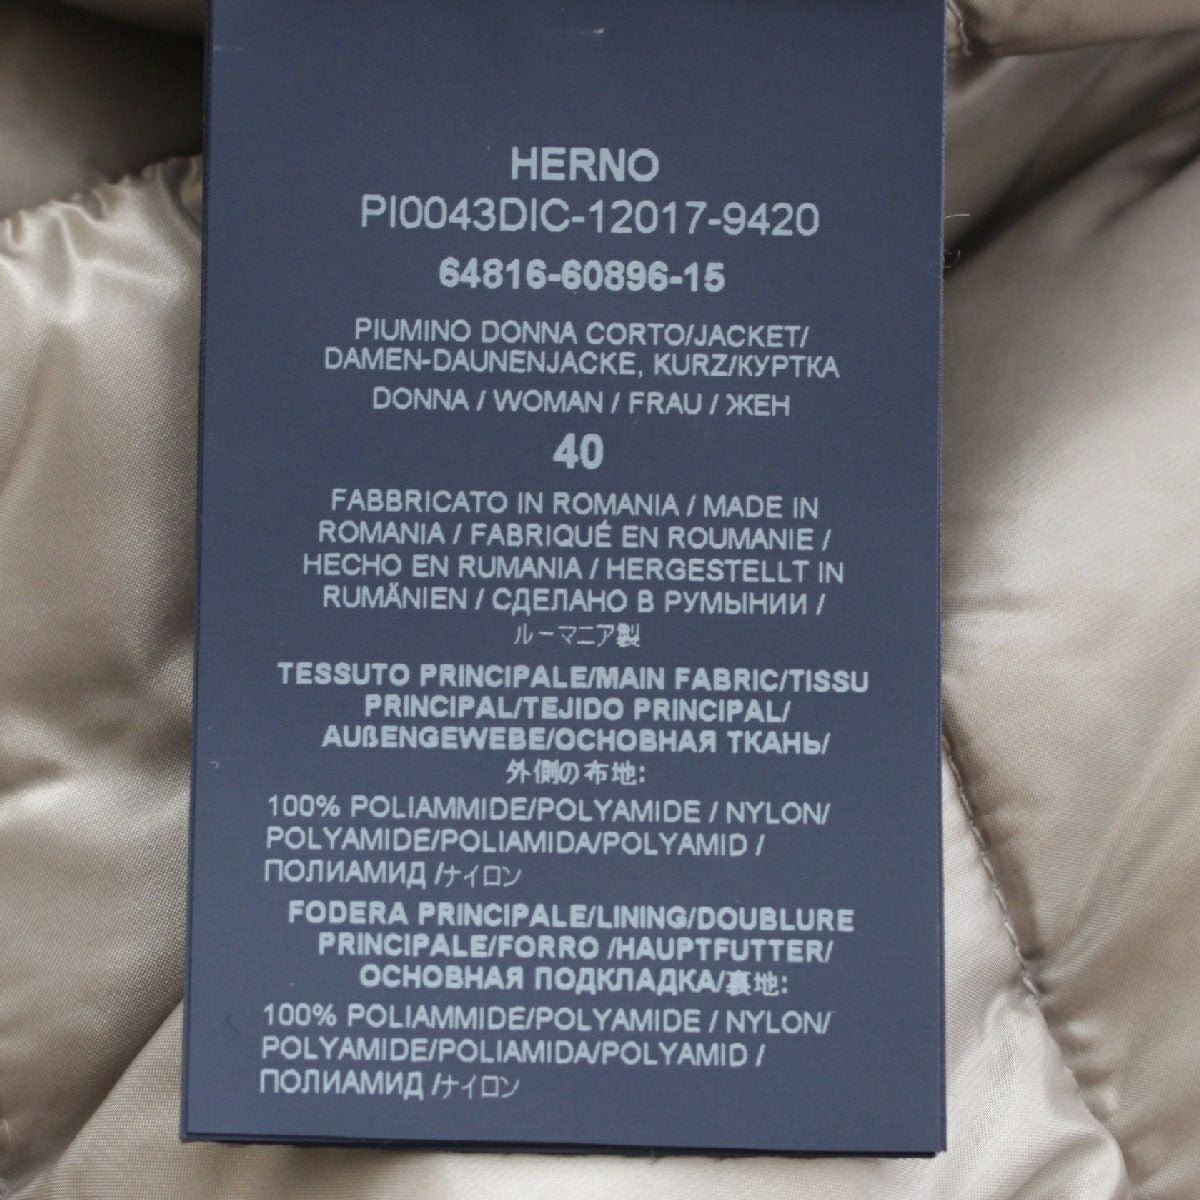 HERNO
PI0043DIC-12017-9420
64816-60896-15
PIUMINO DONNA CORTO/JACKET/
DAMEN-DAUNENJACKE, KURZ/КУРТКА
DONNA / WOMAN / FRAU / ЖЕН
40
FABBRICATO IN ROMANIA / MADE IN
ROMANIA / FABRIQUÉ EN ROUMANIE /
HECHO EN RUMANIA / HERGESTELLT IN
RUMÄNIEN / СДЕЛАНО В РУМЫНИИ /
ルーマニア製
TESSUTO PRINCIPALE/MAIN FABRIC/TISSU
PRINCIPAL/TEJIDO PRINCIPAL/
AUßENGEWEBE/ОСНОВНАЯ ТКАНЬ/
外側の布地:
100% POLIAMMIDE/POLYAMIDE / NYLON/
POLYAMIDE/POLIAMIDA/POLYAMID /
ПОЛИАМИД /ナイロン
FODERA PRINCIPALE/LINING/DOUBLURE
PRINCIPALE/FORRO /HAUPTFUTTER/
ОСНОВНАЯ ПОДКЛАДКА/裏地:
100% POLIAMMIDE/POLYAMIDE / NYLON/
POLYAMIDE/POLIAMIDA/POLYAMID /
ПОЛИАМИД /ナイロン